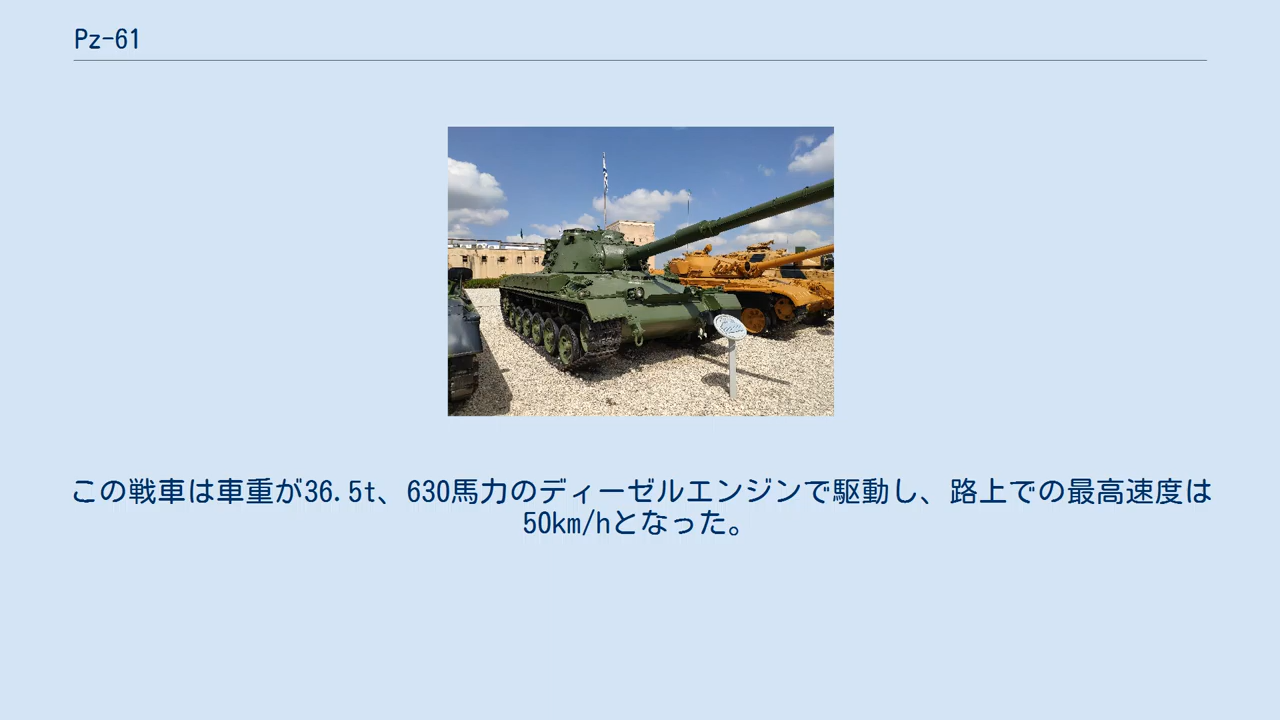 Pz-61
この戦車は車重が36.5t、630馬力のディーゼルエンジンで駆動し、路上での最高速度は
50km/hとなった。